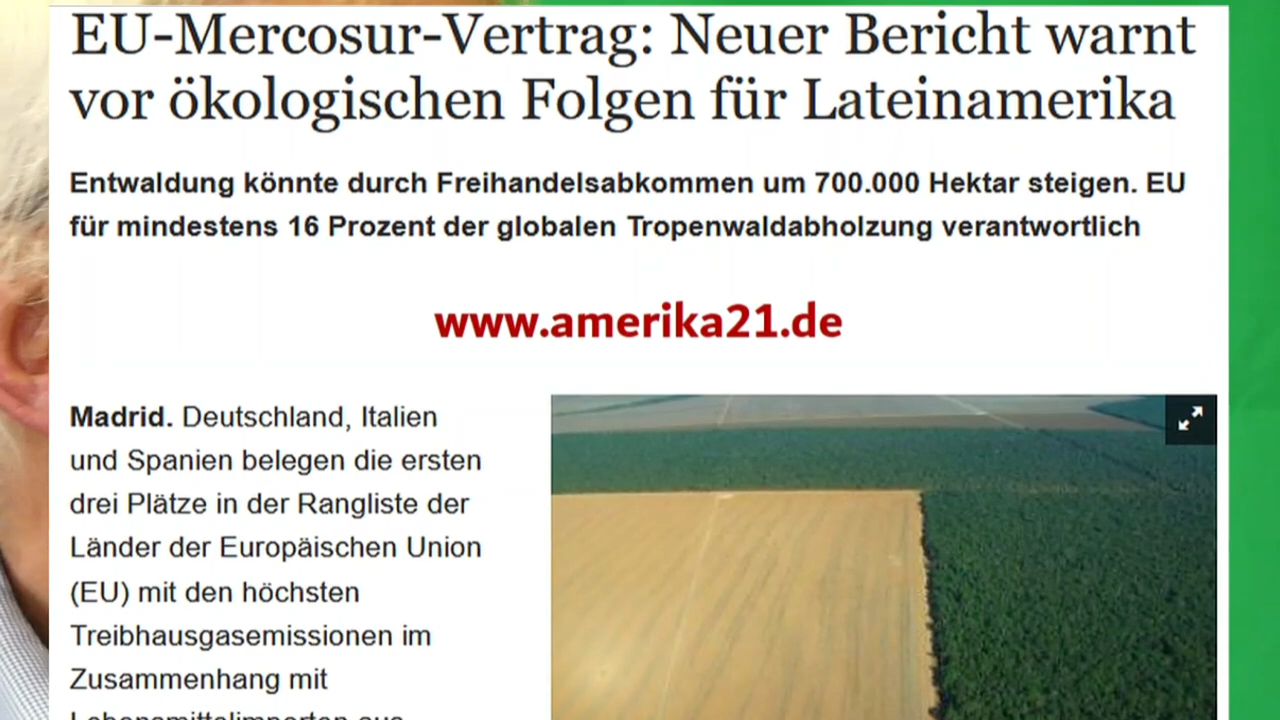 EU-Mercosur-Vertrag: Neuer Bericht warnt
vor ökologischen Folgen für Lateinamerika
Entwaldung könnte durch Freihandelsabkommen um 700.000 Hektar steigen. EU
für mindestens 16 Prozent der globalen Tropenwaldabholzung verantwortlich
www.amerika21.de
Madrid. Deutschland, Italien
und Spanien belegen die ersten
drei Plätze in der Rangliste der
Länder der Europäischen Union
(EU) mit den höchsten
Treibhausgasemissionen im
Zusammenhang mit
Lebensmittelimporten aus